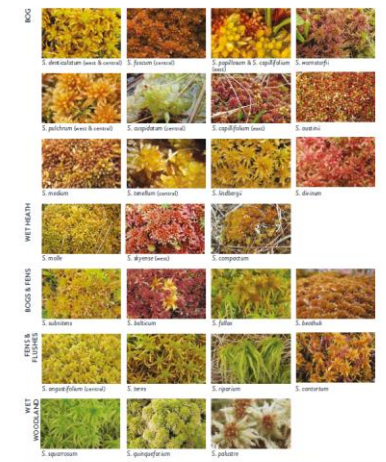 BOG
S. denticulatum (west & central)
S. fuscum (central)
S. papillosum & S. capillifolium (east)
S. warnstorfii
S. pulchrum (west & central)
S. cuspidatum (central)
S. capillifolium (east)
S. austinii
S. medium
S. tenellum (central)
S. lindbergii
S. divinum
WET HEATH
S. molle
S. skyense (west)
S. compactum
BOGS & FENS
S. subnitens
S. balticum
S. fallax
S. beothuk
FENS & FLUSHES
S. angustifolium (central)
S. teres
S. riparium
S. contortum
WET WOODLAND
S. squarrosum
S. quinquefarium
S. palustre